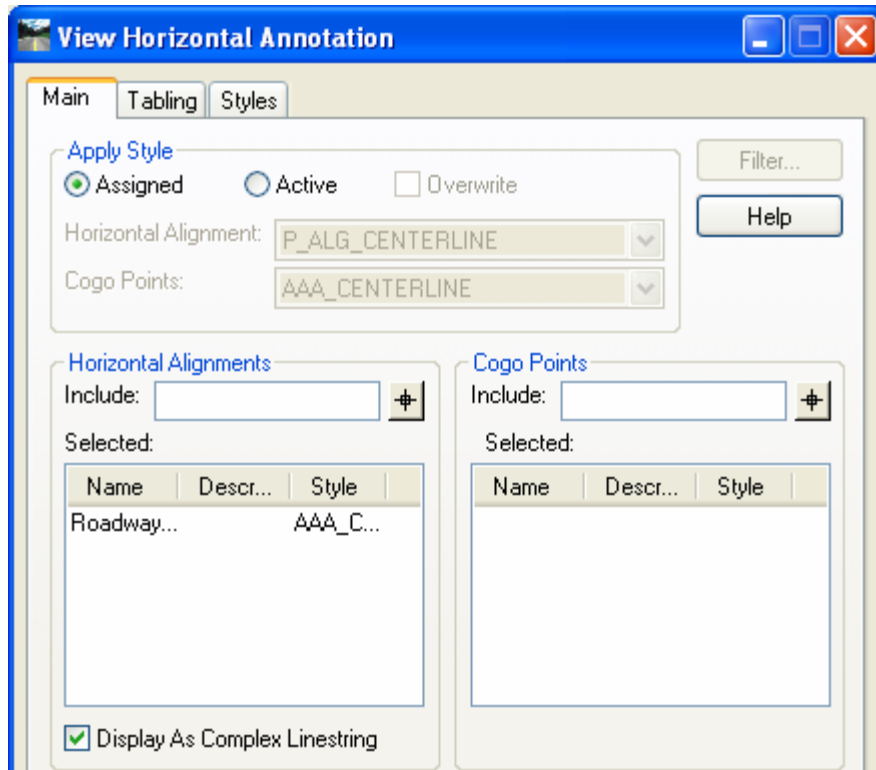 View Horizontal Annotation
Main Tabling Styles
Apply Style
Assigned Active Overwrite
Filter...
Help
Horizontal Alignment: P_ALG_CENTERLINE
Cogo Points: AAA_CENTERLINE
Horizontal Alignments
Include:
Selected:
Name Descr... Style
Roadway... AAA_C...
Display As Complex Linestring
Cogo Points
Include:
Selected:
Name Descr... Style